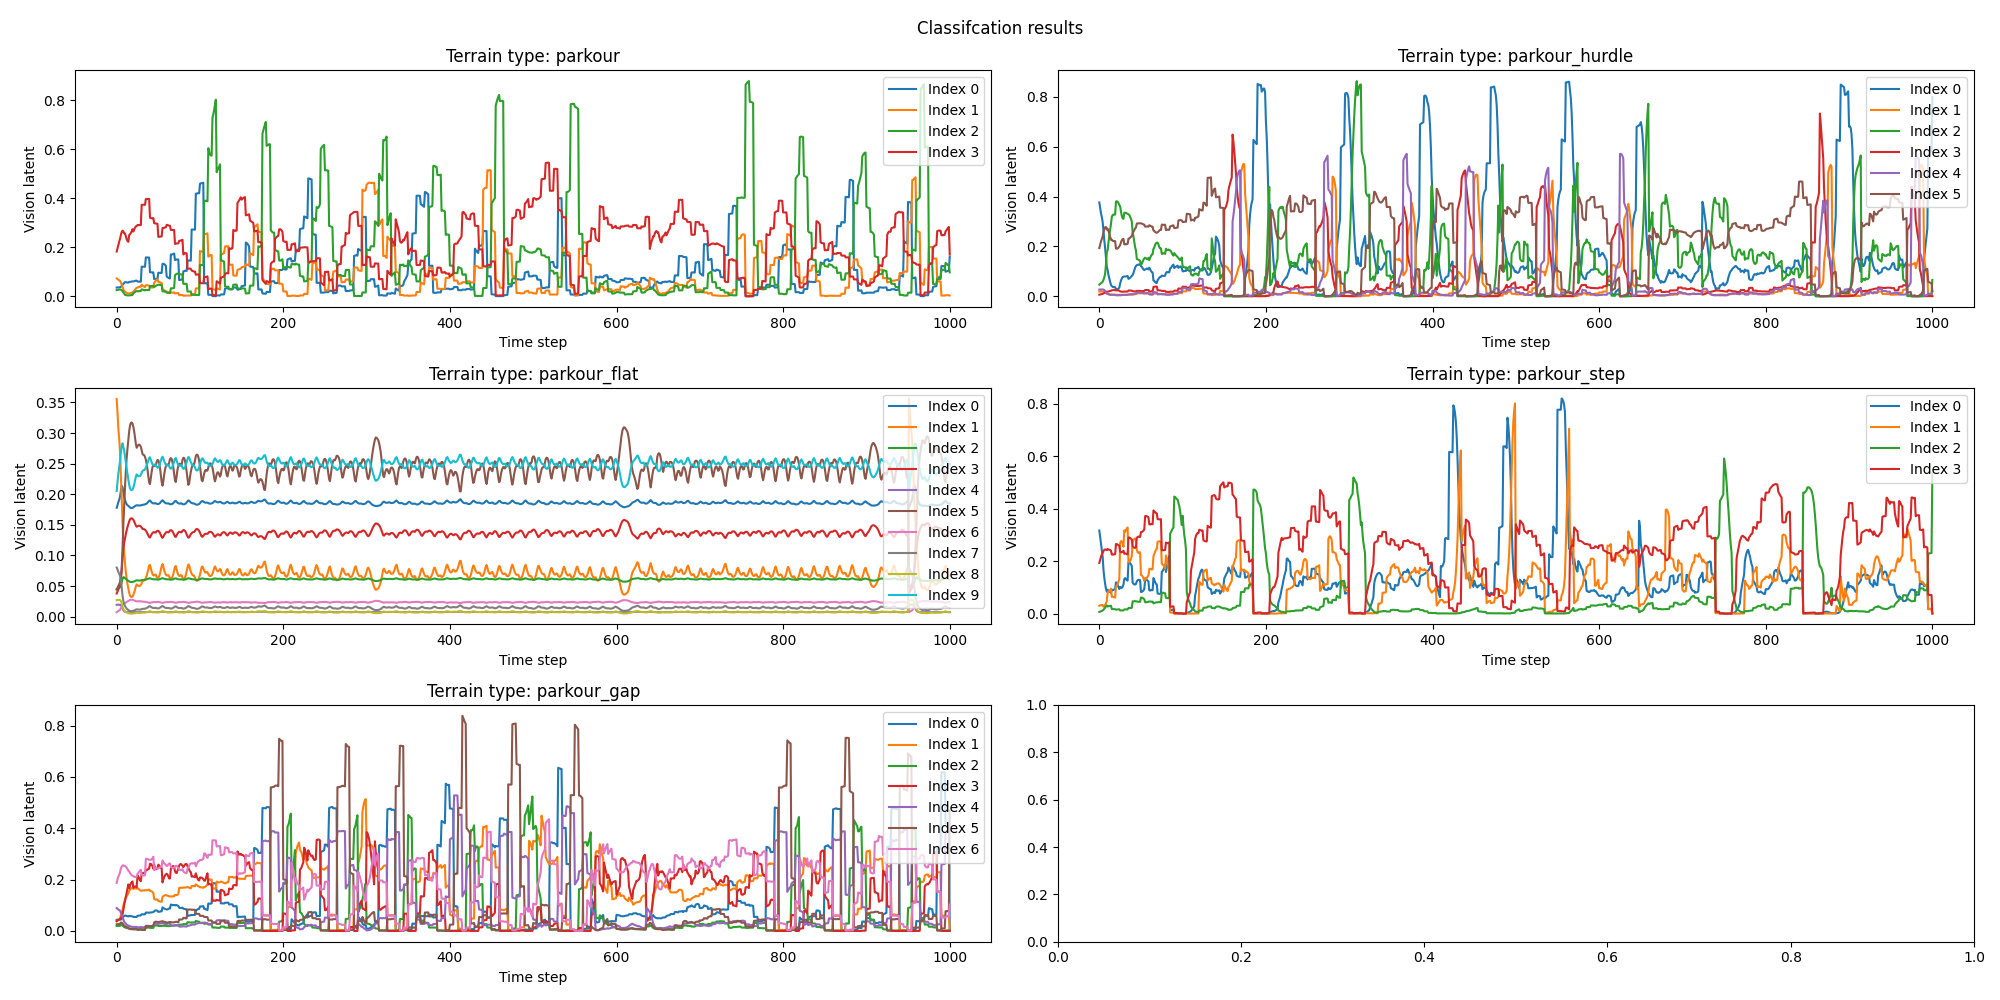 Classifcation results
Terrain type: parkour
Vision latent
0.8
0.6
0.4
0.2
0.0
0 200 400 600 800 1000
Time step
Index 0
Index 1
Index 2
Index 3
Terrain type: parkour_hurdle
Vision latent
0.8
0.6
0.4
0.2
0.0
0 200 400 600 800 1000
Time step
Index 0
Index 1
Index 2
Index 3
Index 4
Index 5
Terrain type: parkour_flat
Vision latent
0.35
0.30
0.25
0.20
0.15
0.10
0.05
0.00
0 200 400 600 800 1000
Time step
Index 0
Index 1
Index 2
Index 3
Index 4
Index 5
Index 6
Index 7
Index 8
Index 9
Terrain type: parkour_step
Vision latent
0.8
0.6
0.4
0.2
0.0
0 200 400 600 800 1000
Time step
Index 0
Index 1
Index 2
Index 3
Terrain type: parkour_gap
Vision latent
0.8
0.6
0.4
0.2
0.0
0 200 400 600 800 1000
Time step
Index 0
Index 1
Index 2
Index 3
Index 4
Index 5
Index 6
1.0
0.8
0.6
0.4
0.2
0.0
0.0 0.2 0.4 0.6 0.8 1.0